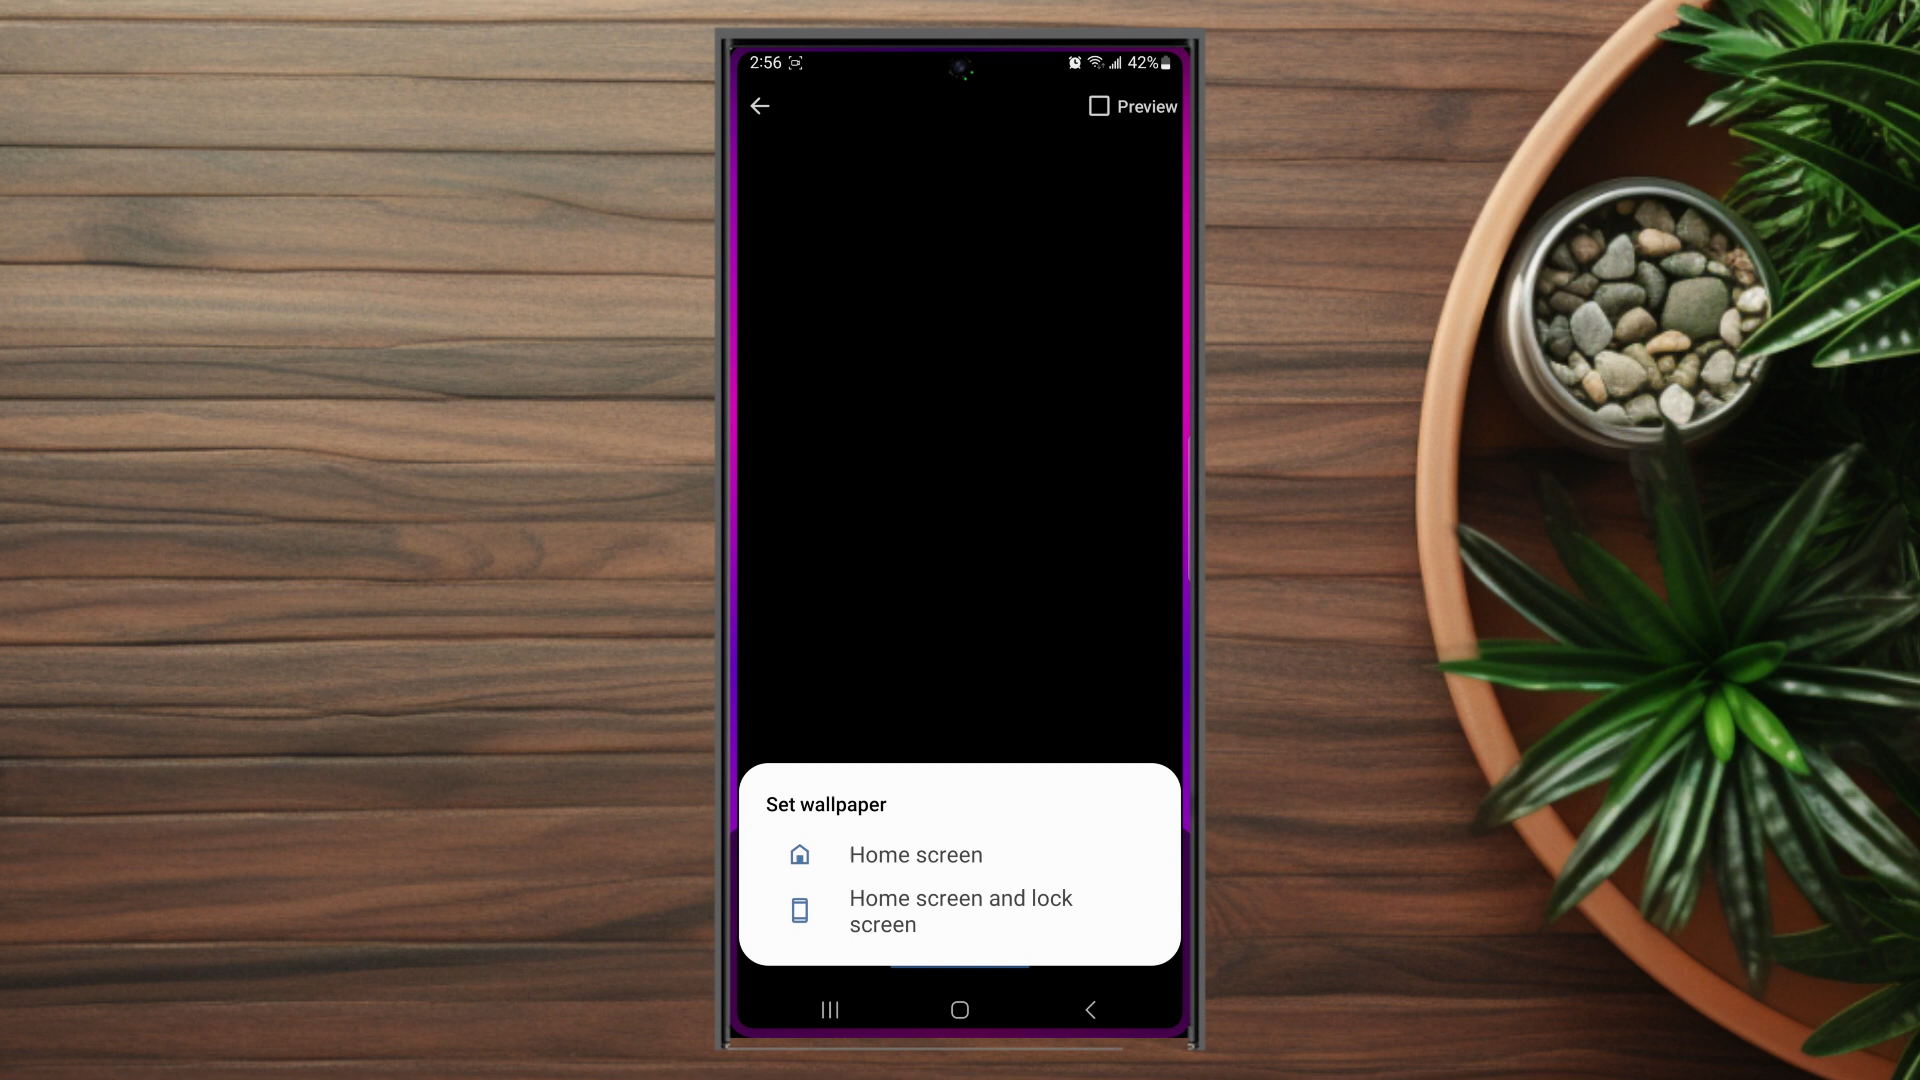 2:56 42%
Preview
Set wallpaper
Home screen
Home screen and lock
screen